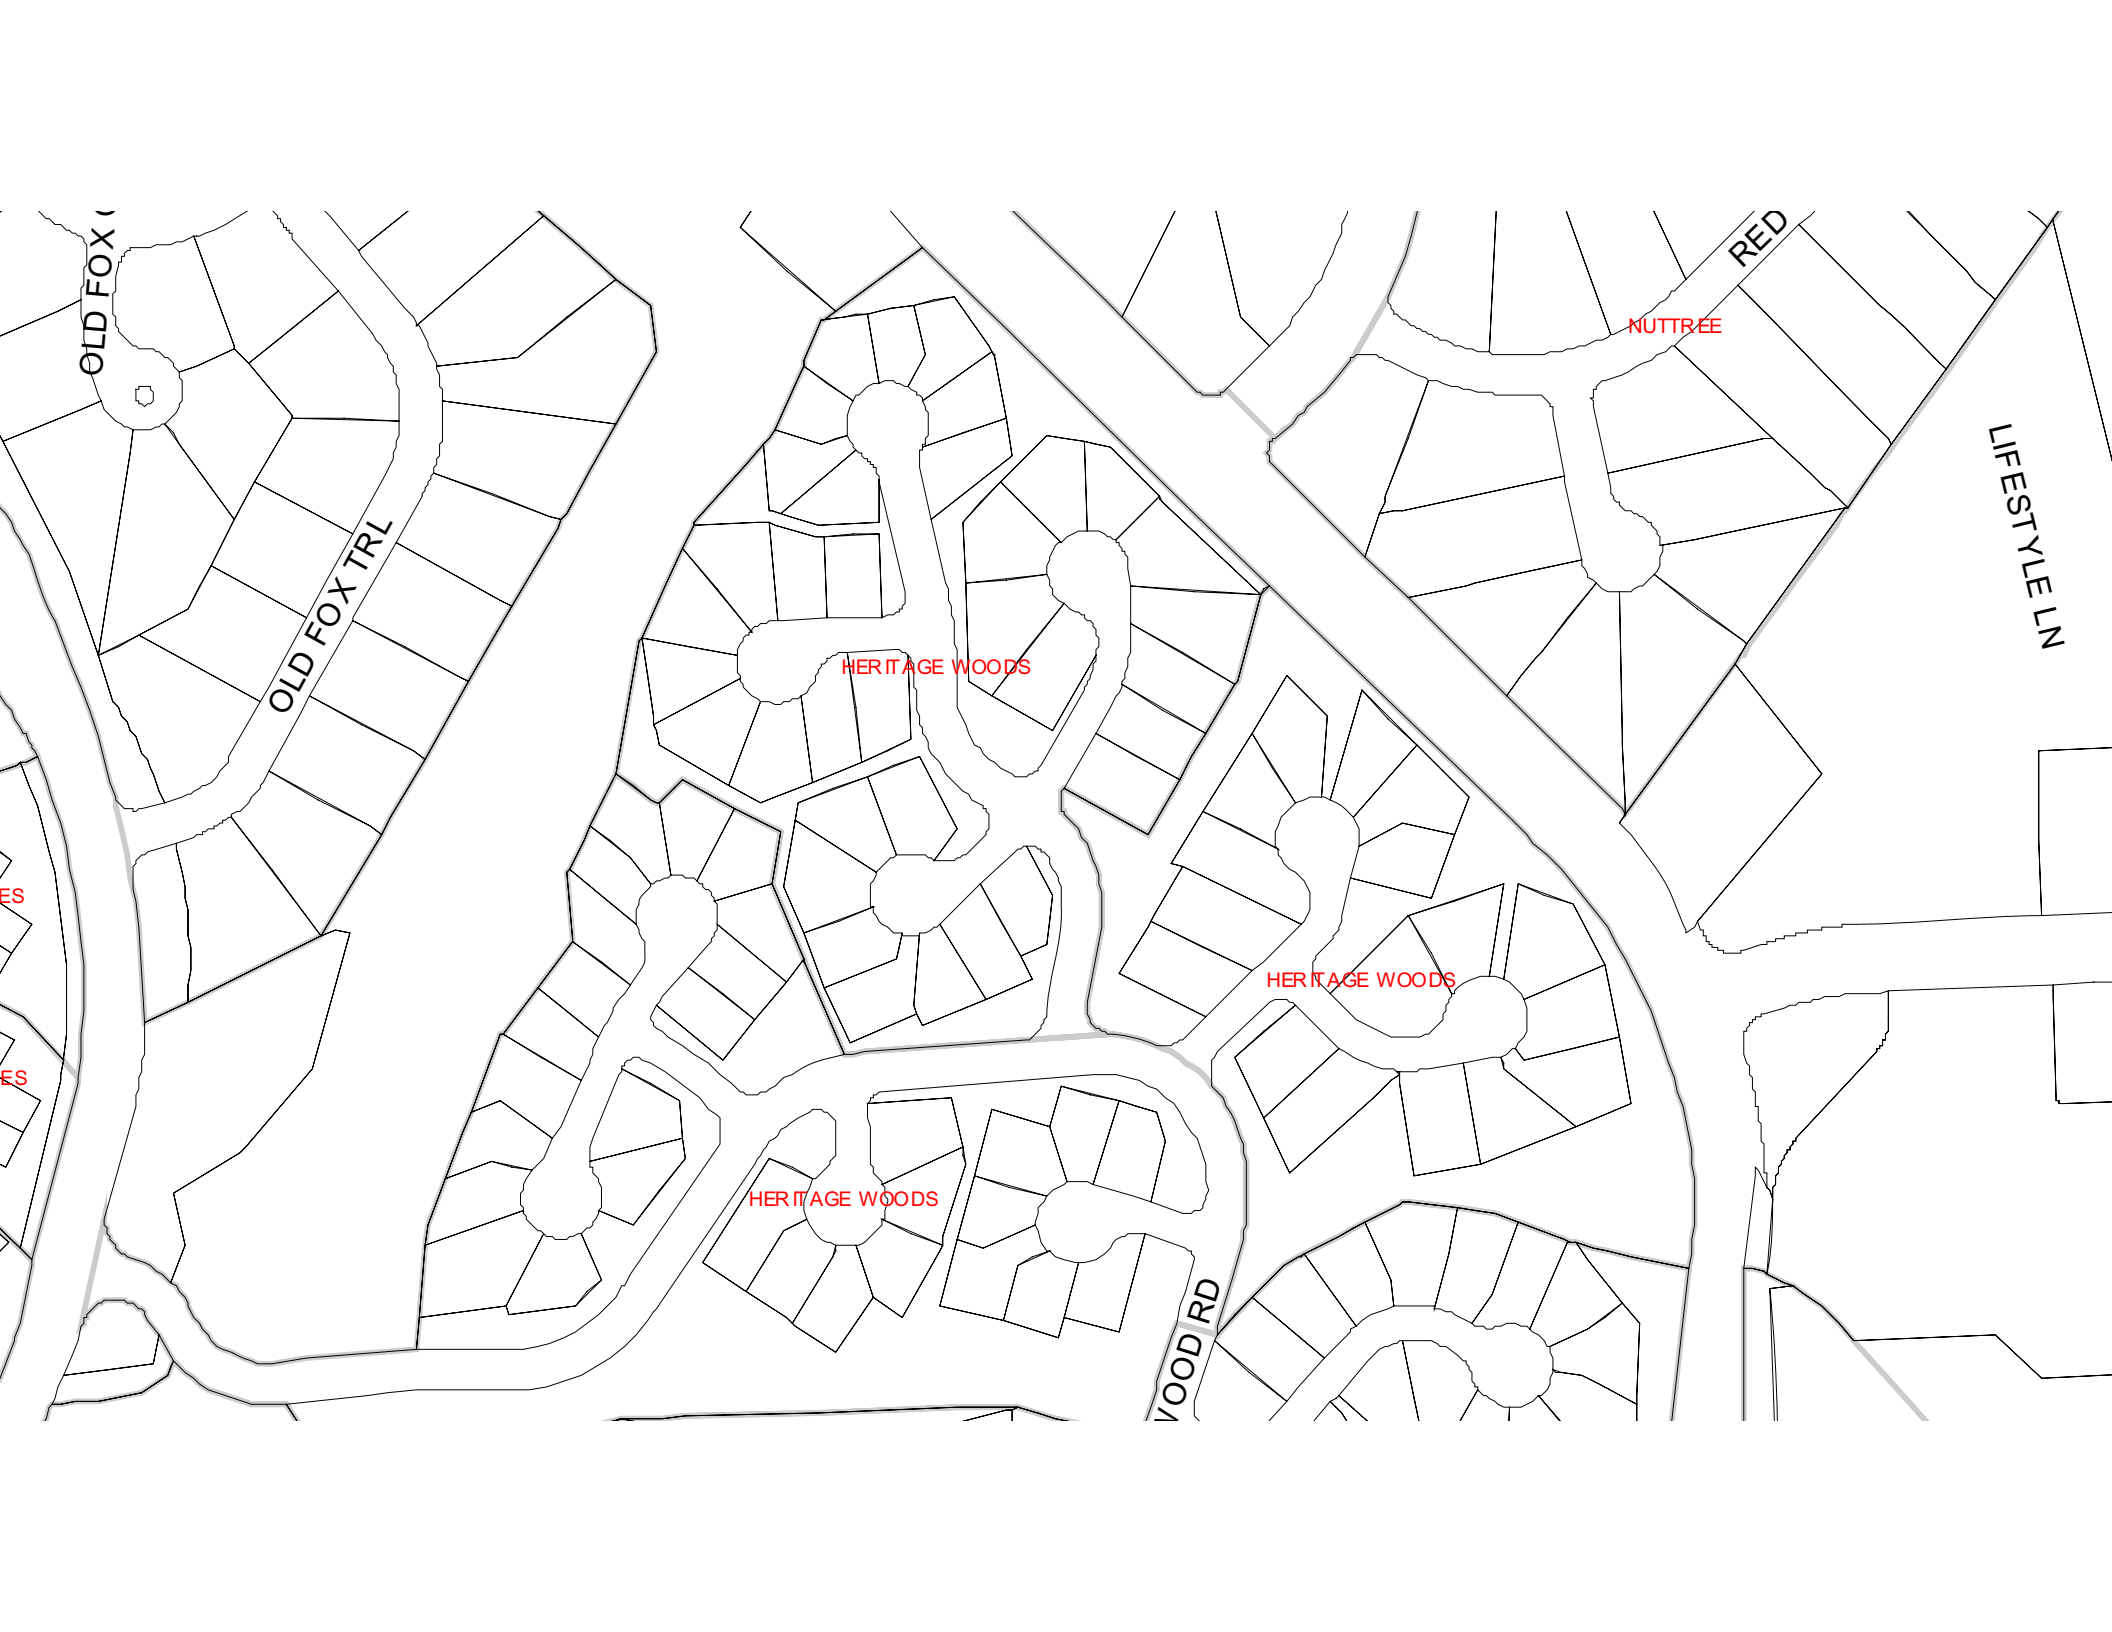 OLD FOX
RED
NUTTREE
LIFESTYLE LN
OLD FOX TRL
HERITAGE WOODS
ES
HERITAGE WOODS
ES
HERITAGE WOODS
WOOD RD